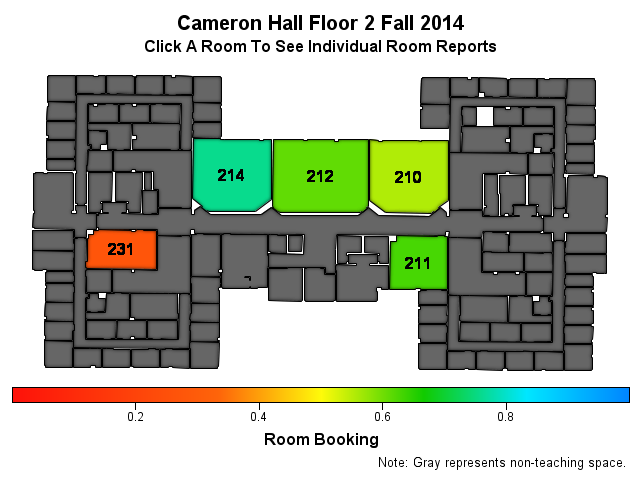 Cameron Hall Floor 2 Fall 2014
Click A Room To See Individual Room Reports
214
212
210
231
211
0.2 0.4 0.6 0.8
Room Booking
Note: Gray represents non-teaching space.